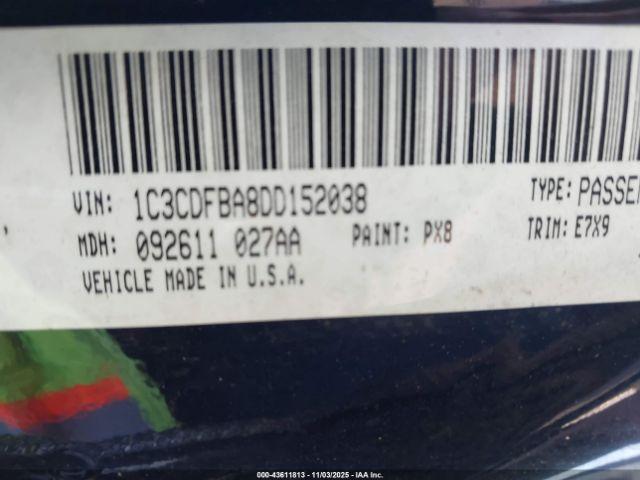 VIN: 1C3CDFBA8DD152038 TYPE: PASSE
MDH: 092611 027AA PAINT: PX8 TRIM: E7X9
VEHICLE MADE IN U.S.A.
00-43611813 - 11/03/2025 - © IAA Inc.